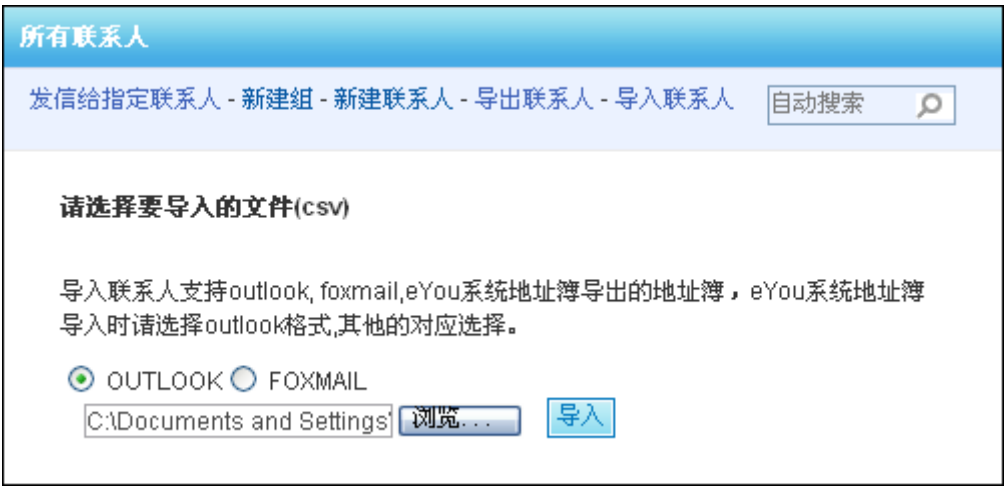 所有联系人
发信给指定联系人 - 新建组 - 新建联系人 - 导出联系人 - 导入联系人 自动搜索
请选择要导入的文件(csv)
导入联系人支持outlook, foxmail,eYou系统地址簿导出的地址簿，eYou系统地址簿
导入时请选择outlook格式,其他的对应选择。
OUTLOOK FOXMAIL
C:\Documents and Settings\ 浏览... 导入